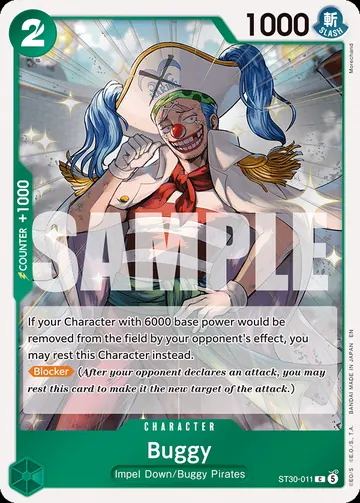 2
1000
斬
SLASH
Morechand
COUNTER +1000
SAMPLE
If your Character with 6000 base power would be
removed from the field by your opponent's effect, you
may rest this Character instead.
Blocker (After your opponent declares an attack, you may
rest this card to make it the new target of the attack.)
CHARACTER
Buggy
Impel Down/Buggy Pirates
ST30-011 C 5
©E.O./S. ©E.O./S., T.A. BANDAI MADE IN JAPAN EN